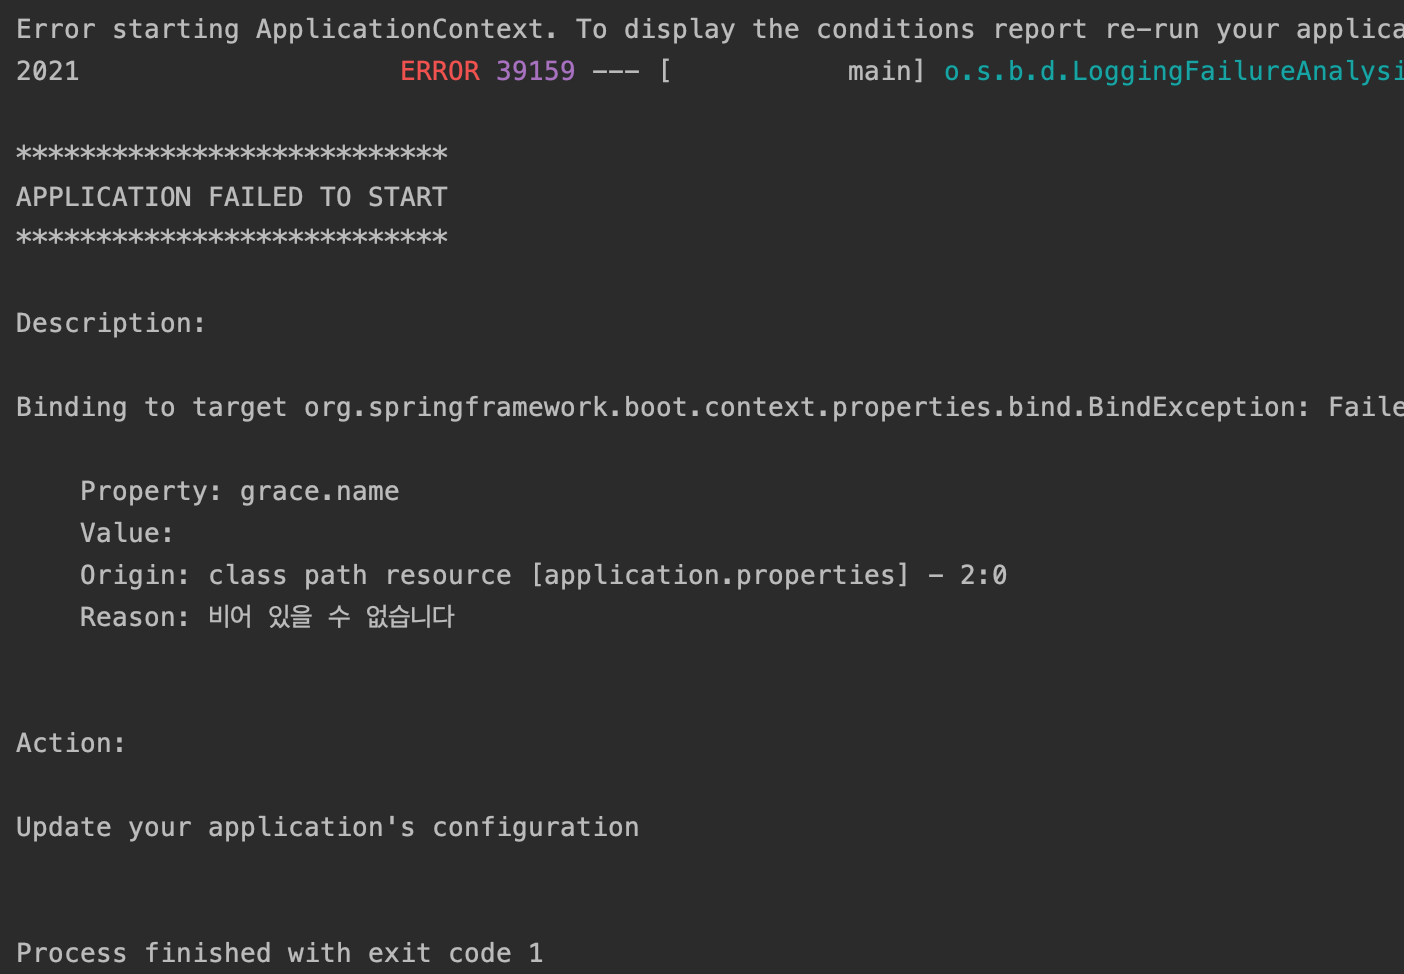 Error starting ApplicationContext. To display the conditions report re-run your applica
2021 ERROR 39159 --- [ main] o.s.b.d.LoggingFailureAnalysi
***************************
APPLICATION FAILED TO START
***************************
Description:
Binding to target org.springframework.boot.context.properties.bind.BindException: Faile
Property: grace.name
Value:
Origin: class path resource [application.properties] - 2:0
Reason: 비어 있을 수 없습니다
Action:
Update your application's configuration
Process finished with exit code 1